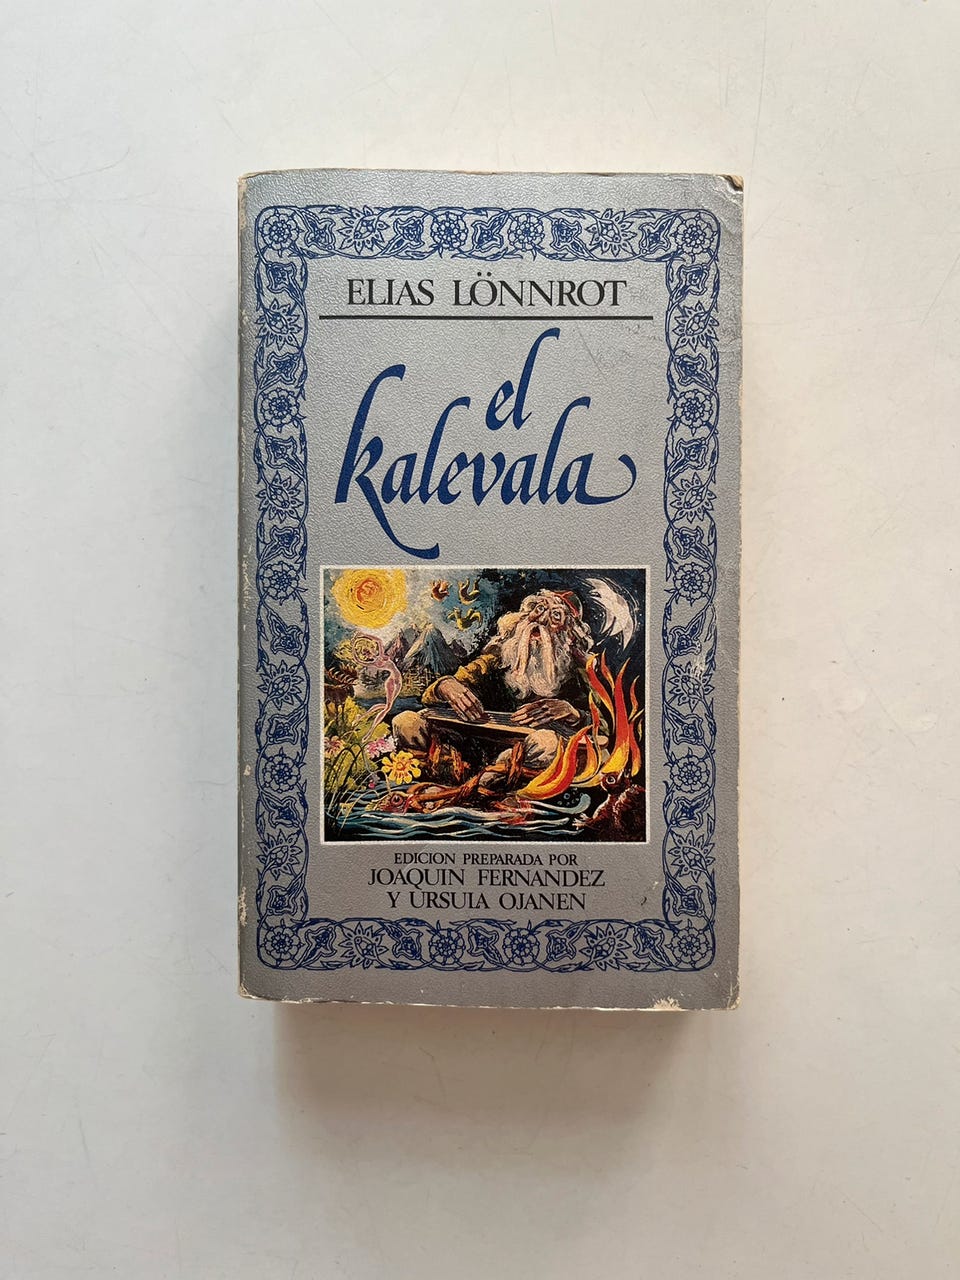 ELIAS LÖNNROT
el
kalevala
EDICION PREPARADA POR
JOAQUIN FERNANDEZ
Y URSULA OJANEN